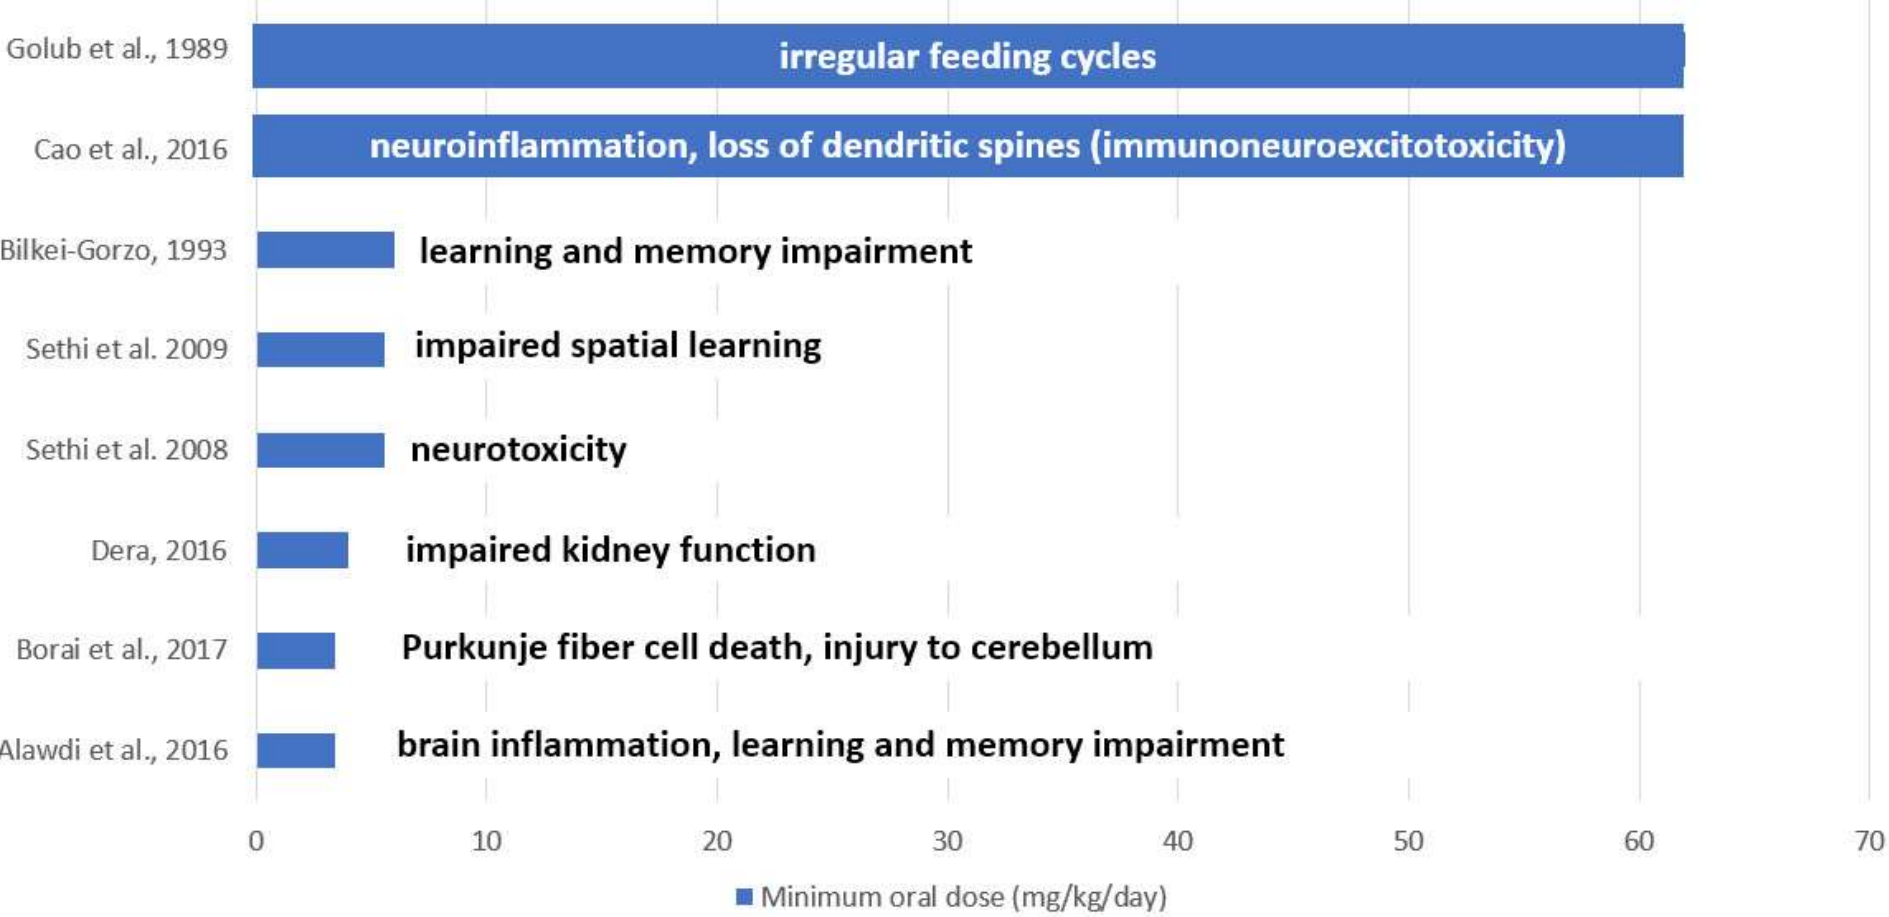 Golub et al., 1989
irregular feeding cycles
Cao et al., 2016
neuroinflammation, loss of dendritic spines (immunoneuroexcitotoxicity)
Bilkei-Gorzo, 1993
learning and memory impairment
Sethi et al. 2009
impaired spatial learning
Sethi et al. 2008
neurotoxicity
Dera, 2016
impaired kidney function
Borai et al., 2017
Purkunje fiber cell death, injury to cerebellum
Alawdi et al., 2016
brain inflammation, learning and memory impairment
0 10 20 30 40 50 60 70
Minimum oral dose (mg/kg/day)